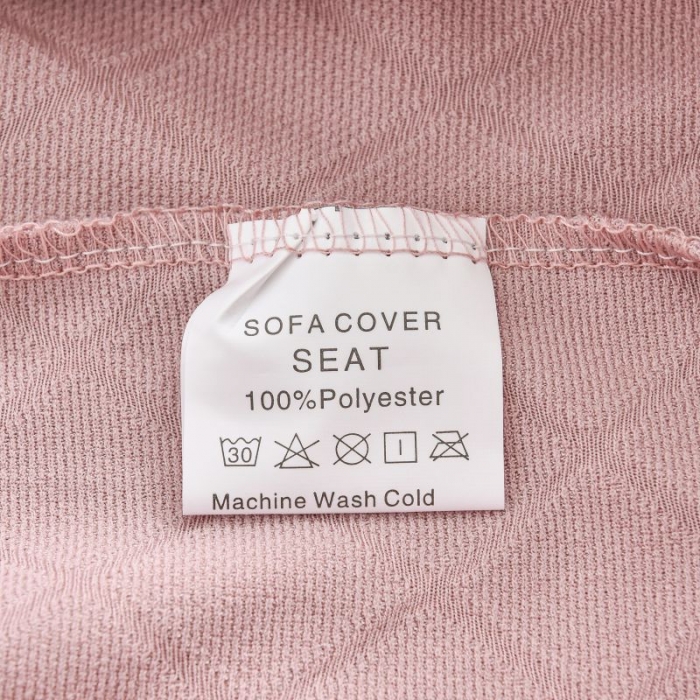 SOFA COVER
SEAT
100%Polyester
30
Machine Wash Cold